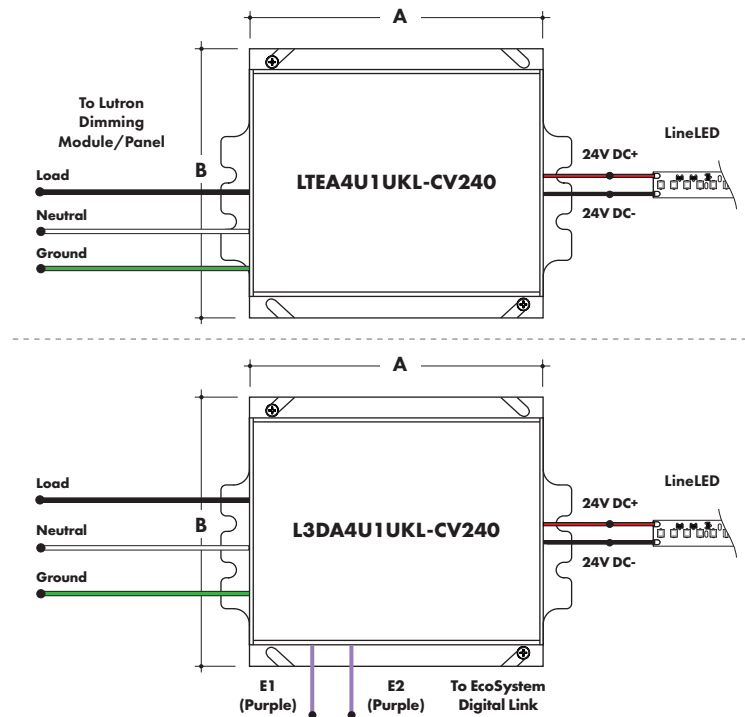 A
To Lutron
Dimming
Module/Panel
LineLED
24V DC+
Load
B
LTEA4U1UKL-CV240
Neutral
24V DC-
Ground
A
LineLED
Load
24V DC+
Neutral
B
L3DA4U1UKL-CV240
24V DC-
Ground
E1
(Purple)
E2
(Purple)
To EcoSystem
Digital Link